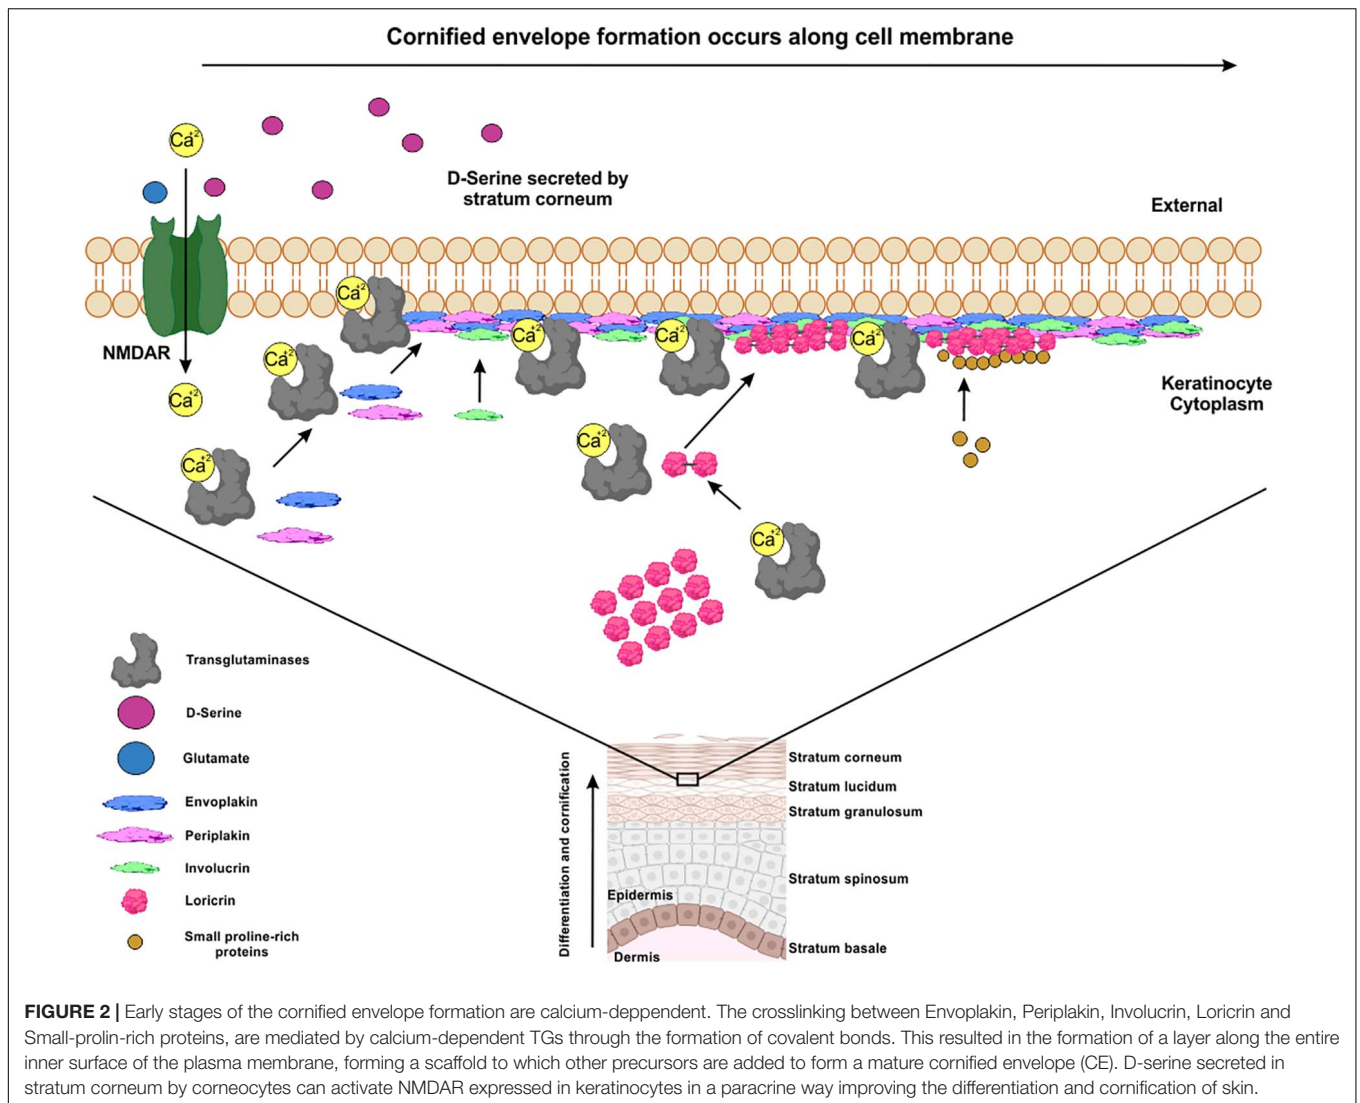 Cornified envelope formation occurs along cell membrane
Ca+2
D-Serine secreted by
stratum corneum
External
Ca+2
Ca+2
Ca+2
Ca+2
Ca+2
NMDAR
Ca+2
Ca+2
Keratinocyte
Cytoplasm
Ca+2
Ca+2
Ca+2
Transglutaminases
D-Serine
Glutamate
Envoplakin
Periplakin
Involucrin
Loricrin
Small proline-rich
proteins
Differentiation and cornification
Stratum corneum
Stratum lucidum
Stratum granulosum
Stratum spinosum
Epidermis
Stratum basale
Dermis
FIGURE 2 | Early stages of the cornified envelope formation are calcium-deppendent. The crosslinking between Envoplakin, Periplakin, Involucrin, Loricrin and
Small-prolin-rich proteins, are mediated by calcium-dependent TGs through the formation of covalent bonds. This resulted in the formation of a layer along the entire
inner surface of the plasma membrane, forming a scaffold to which other precursors are added to form a mature cornified envelope (CE). D-serine secreted in
stratum corneum by corneocytes can activate NMDAR expressed in keratinocytes in a paracrine way improving the differentiation and cornification of skin.